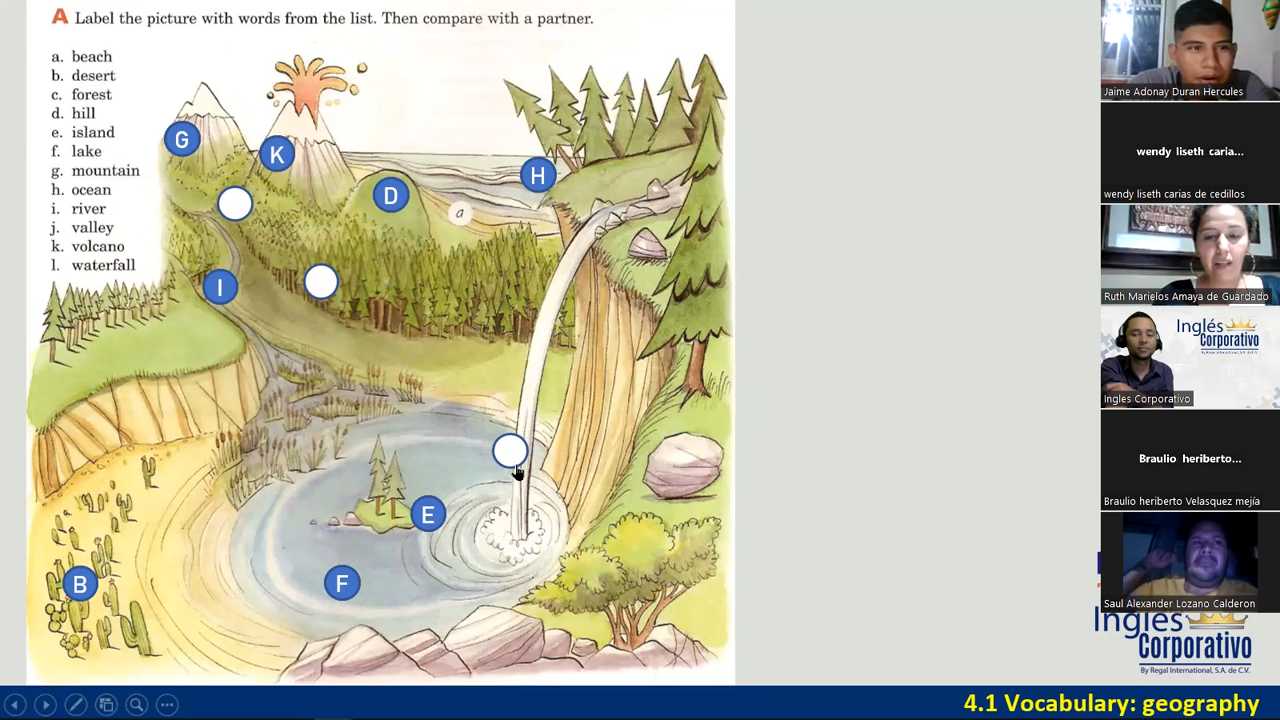 A Label the picture with words from the list. Then compare with a partner.
a. beach
b. desert
c. forest
d. hill
e. island
f. lake
g. mountain
h. ocean
i. river
j. valley
k. volcano
l. waterfall
G
K
H
D
a
I
E
F
B
Jaime Adonay Duran Hercules
wendy liseth caria...
wendy liseth carias de cedillos
Ruth Marielos Amaya de Guardado
Inglés
Corporativo
Ingles Corporativo
Braulio heriberto...
Braulio heriberto Velasquez mejía
Saul Alexander Lozano Calderon
Inglés
Corporativo
By Regal International, S.A. de C.V.
4.1 Vocabulary: geography